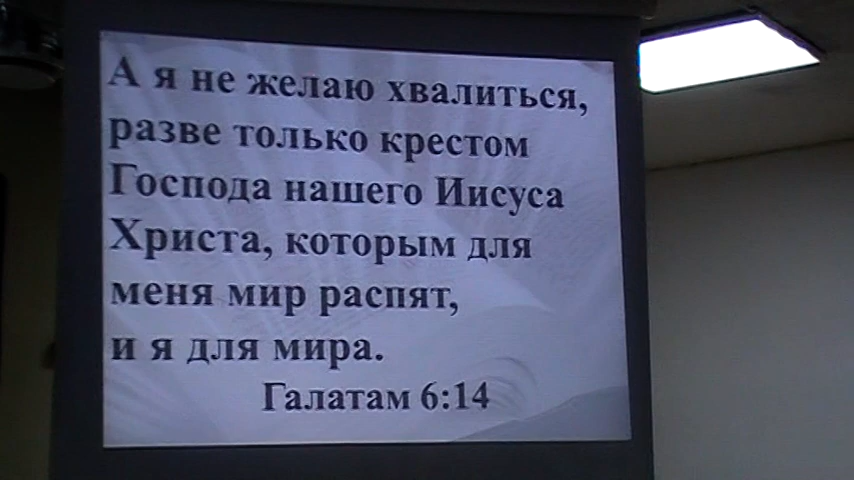 А я не желаю хвалиться,
разве только крестом
Господа нашего Иисуса
Христа, которым для
меня мир распят,
и я для мира.
Галатам 6:14